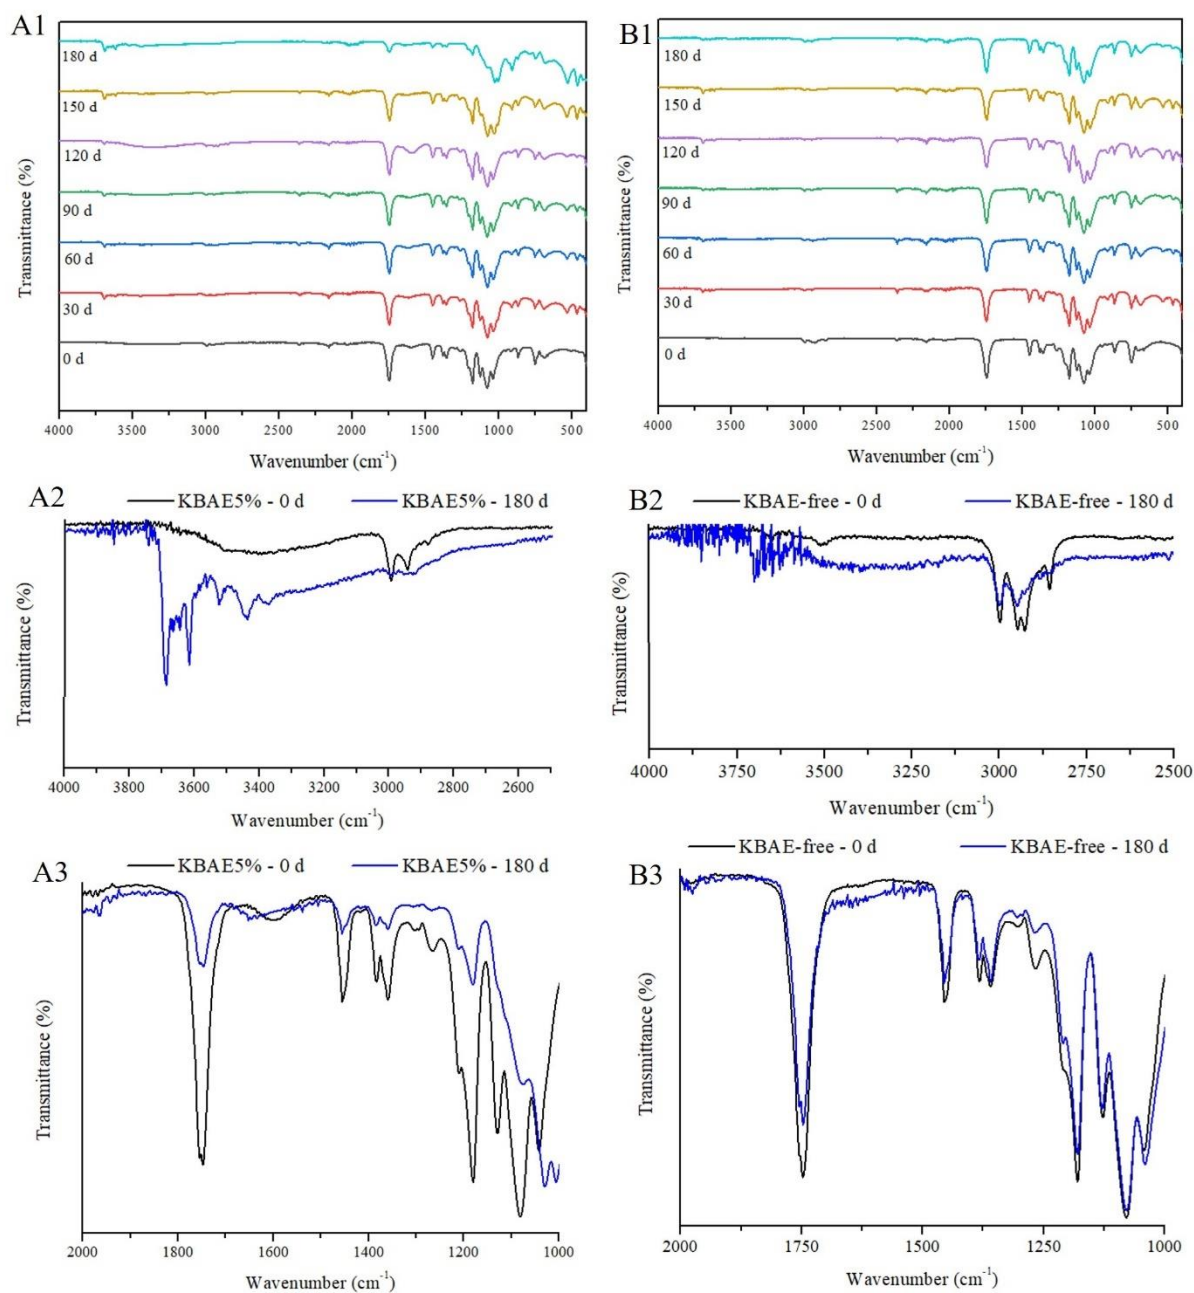 A1
180 d
150 d
120 d
90 d
60 d
30 d
0 d
Transmittance (%)
4000 3500 3000 2500 2000 1500 1000 500
Wavenumber (cm-1)
B1
180 d
150 d
120 d
90 d
60 d
30 d
0 d
Transmittance (%)
4000 3500 3000 2500 2000 1500 1000 500
Wavenumber (cm-1)
A2
KBAE5% - 0 d KBAE5% - 180 d
Transmittance (%)
4000 3800 3600 3400 3200 3000 2800 2600
Wavenumber (cm-1)
B2
KBAE-free - 0 d KBAE-free - 180 d
Transmittance (%)
4000 3750 3500 3250 3000 2750 2500
Wavenumber (cm-1)
A3
KBAE5% - 0 d KBAE5% - 180 d
Transmittance (%)
2000 1800 1600 1400 1200 1000
Wavenumber (cm-1)
B3
KBAE-free - 0 d KBAE-free - 180 d
Transmittance (%)
2000 1750 1500 1250 1000
Wavenumber (cm-1)